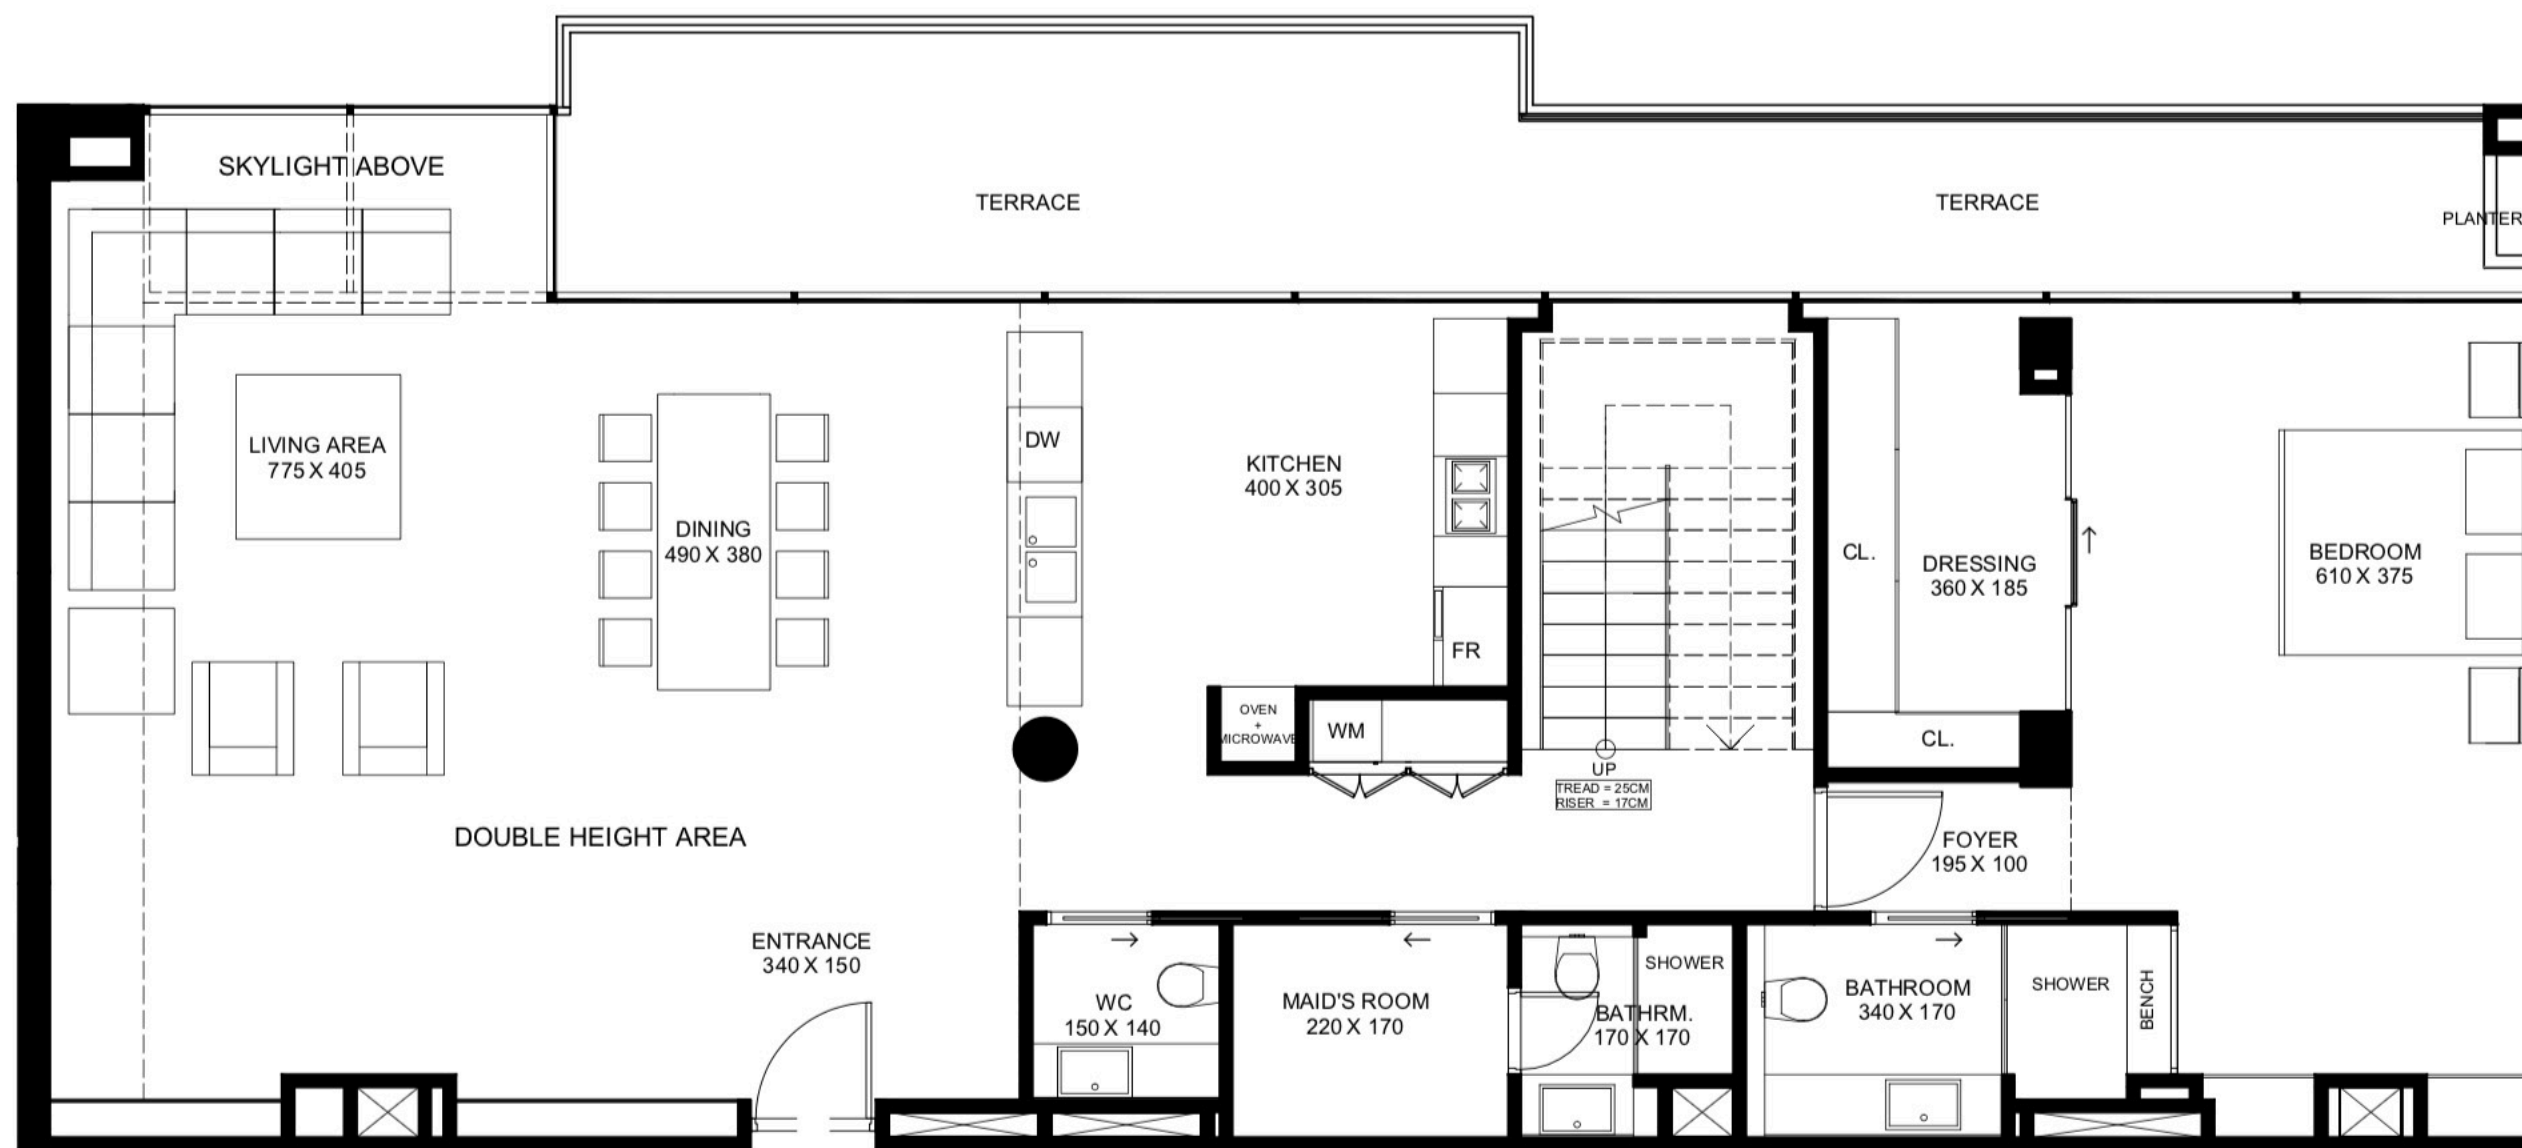 SKYLIGHT ABOVE
TERRACE
TERRACE
PLANTER
LIVING AREA
775 X 405
DINING
490 X 380
DW
KITCHEN
400 X 305
FR
OVEN
+
MICROWAVE
WM
UP
TREAD = 25CM
RISER = 17CM
CL.
DRESSING
360 X 185
CL.
BEDROOM
610 X 375
DOUBLE HEIGHT AREA
FOYER
195 X 100
ENTRANCE
340 X 150
WC
150 X 140
MAID'S ROOM
220 X 170
SHOWER
BATHRM.
170 X 170
BATHROOM
340 X 170
SHOWER
BENCH